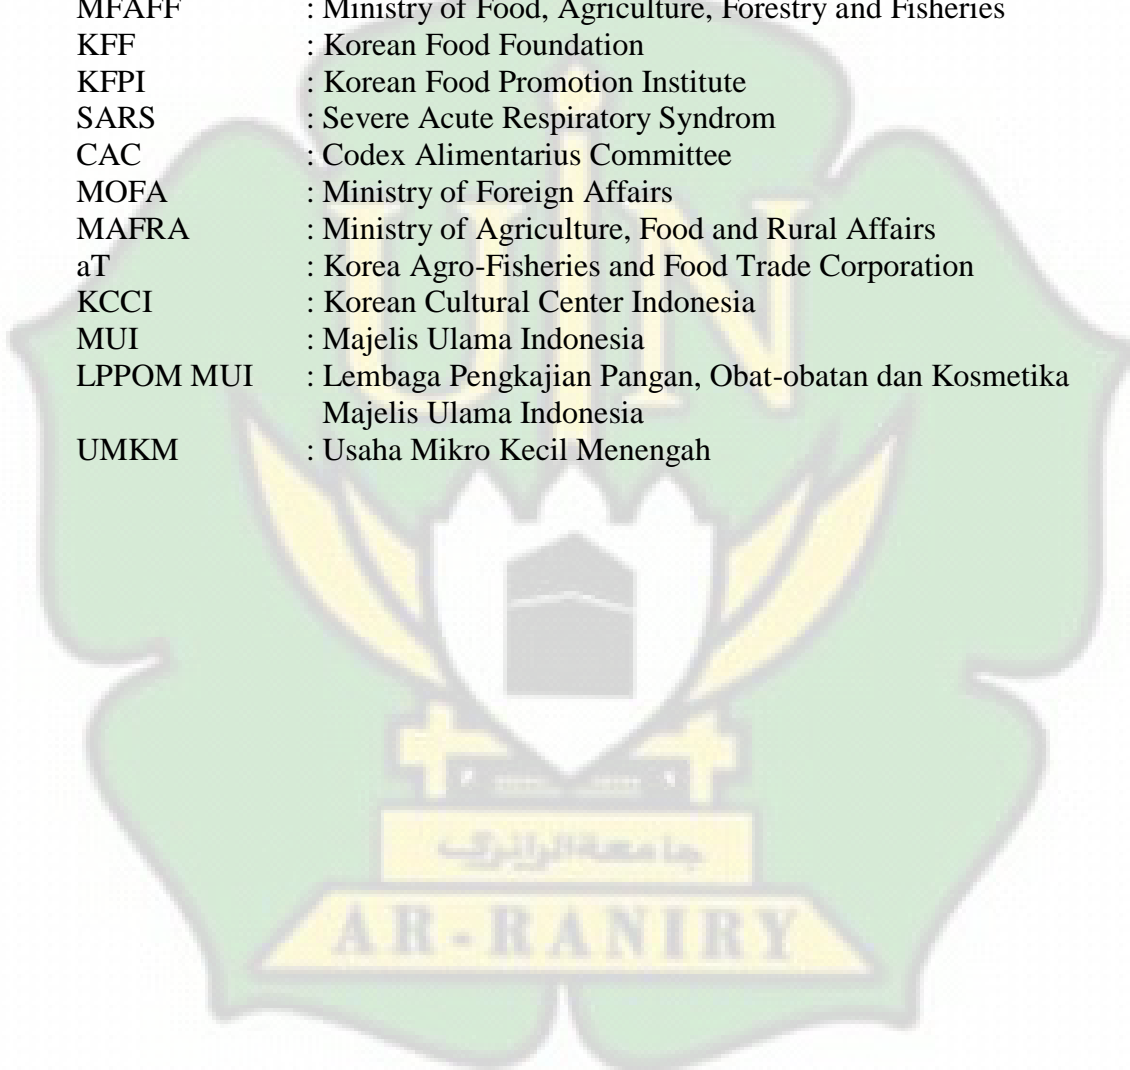 MFAFF : Ministry of Food, Agriculture, Forestry and Fisheries
KFF : Korean Food Foundation
KFPI : Korean Food Promotion Institute
SARS : Severe Acute Respiratory Syndrom
CAC : Codex Alimentarius Committee
MOFA : Ministry of Foreign Affairs
MAFRA : Ministry of Agriculture, Food and Rural Affairs
aT : Korea Agro-Fisheries and Food Trade Corporation
KCCI : Korean Cultural Center Indonesia
MUI : Majelis Ulama Indonesia
LPPOM MUI : Lembaga Pengkajian Pangan, Obat-obatan dan Kosmetika
Majelis Ulama Indonesia
UMKM : Usaha Mikro Kecil Menengah
UIN
جامعة الرانري
AR-RANIRY